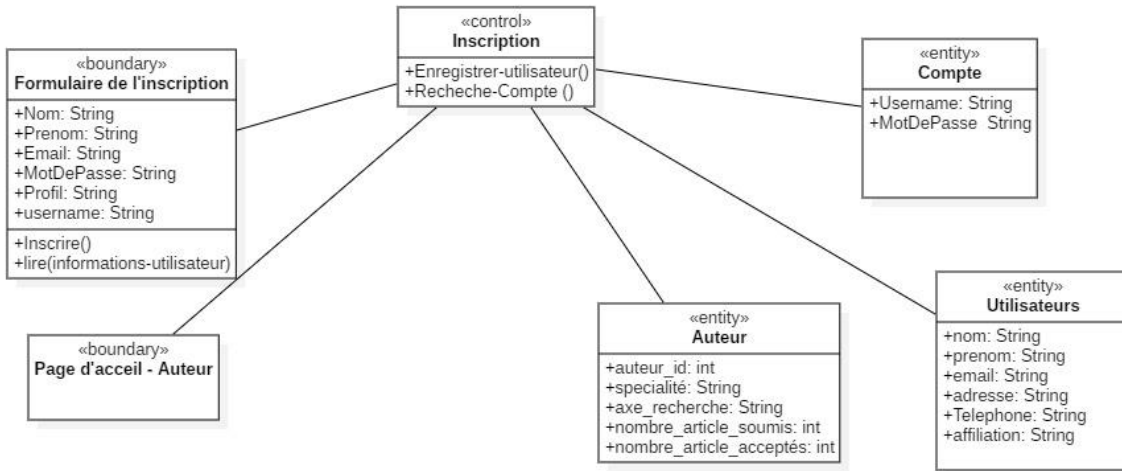 «boundary»
Formulaire de l'inscription
+Nom: String
+Prenom: String
+Email: String
+MotDePasse: String
+Profil: String
+username: String
+Inscrire()
+lire(informations-utilisateur)
«control»
Inscription
+Enregistrer-utilisateur()
+Recheche-Compte ()
«entity»
Compte
+Username: String
+MotDePasse  String
«boundary»
Page d'acceil - Auteur
«entity»
Auteur
+auteur_id: int
+specialité: String
+axe_recherche: String
+nombre_article_soumis: int
+nombre_article_acceptés: int
«entity»
Utilisateurs
+nom: String
+prenom: String
+email: String
+adresse: String
+Telephone: String
+affiliation: String